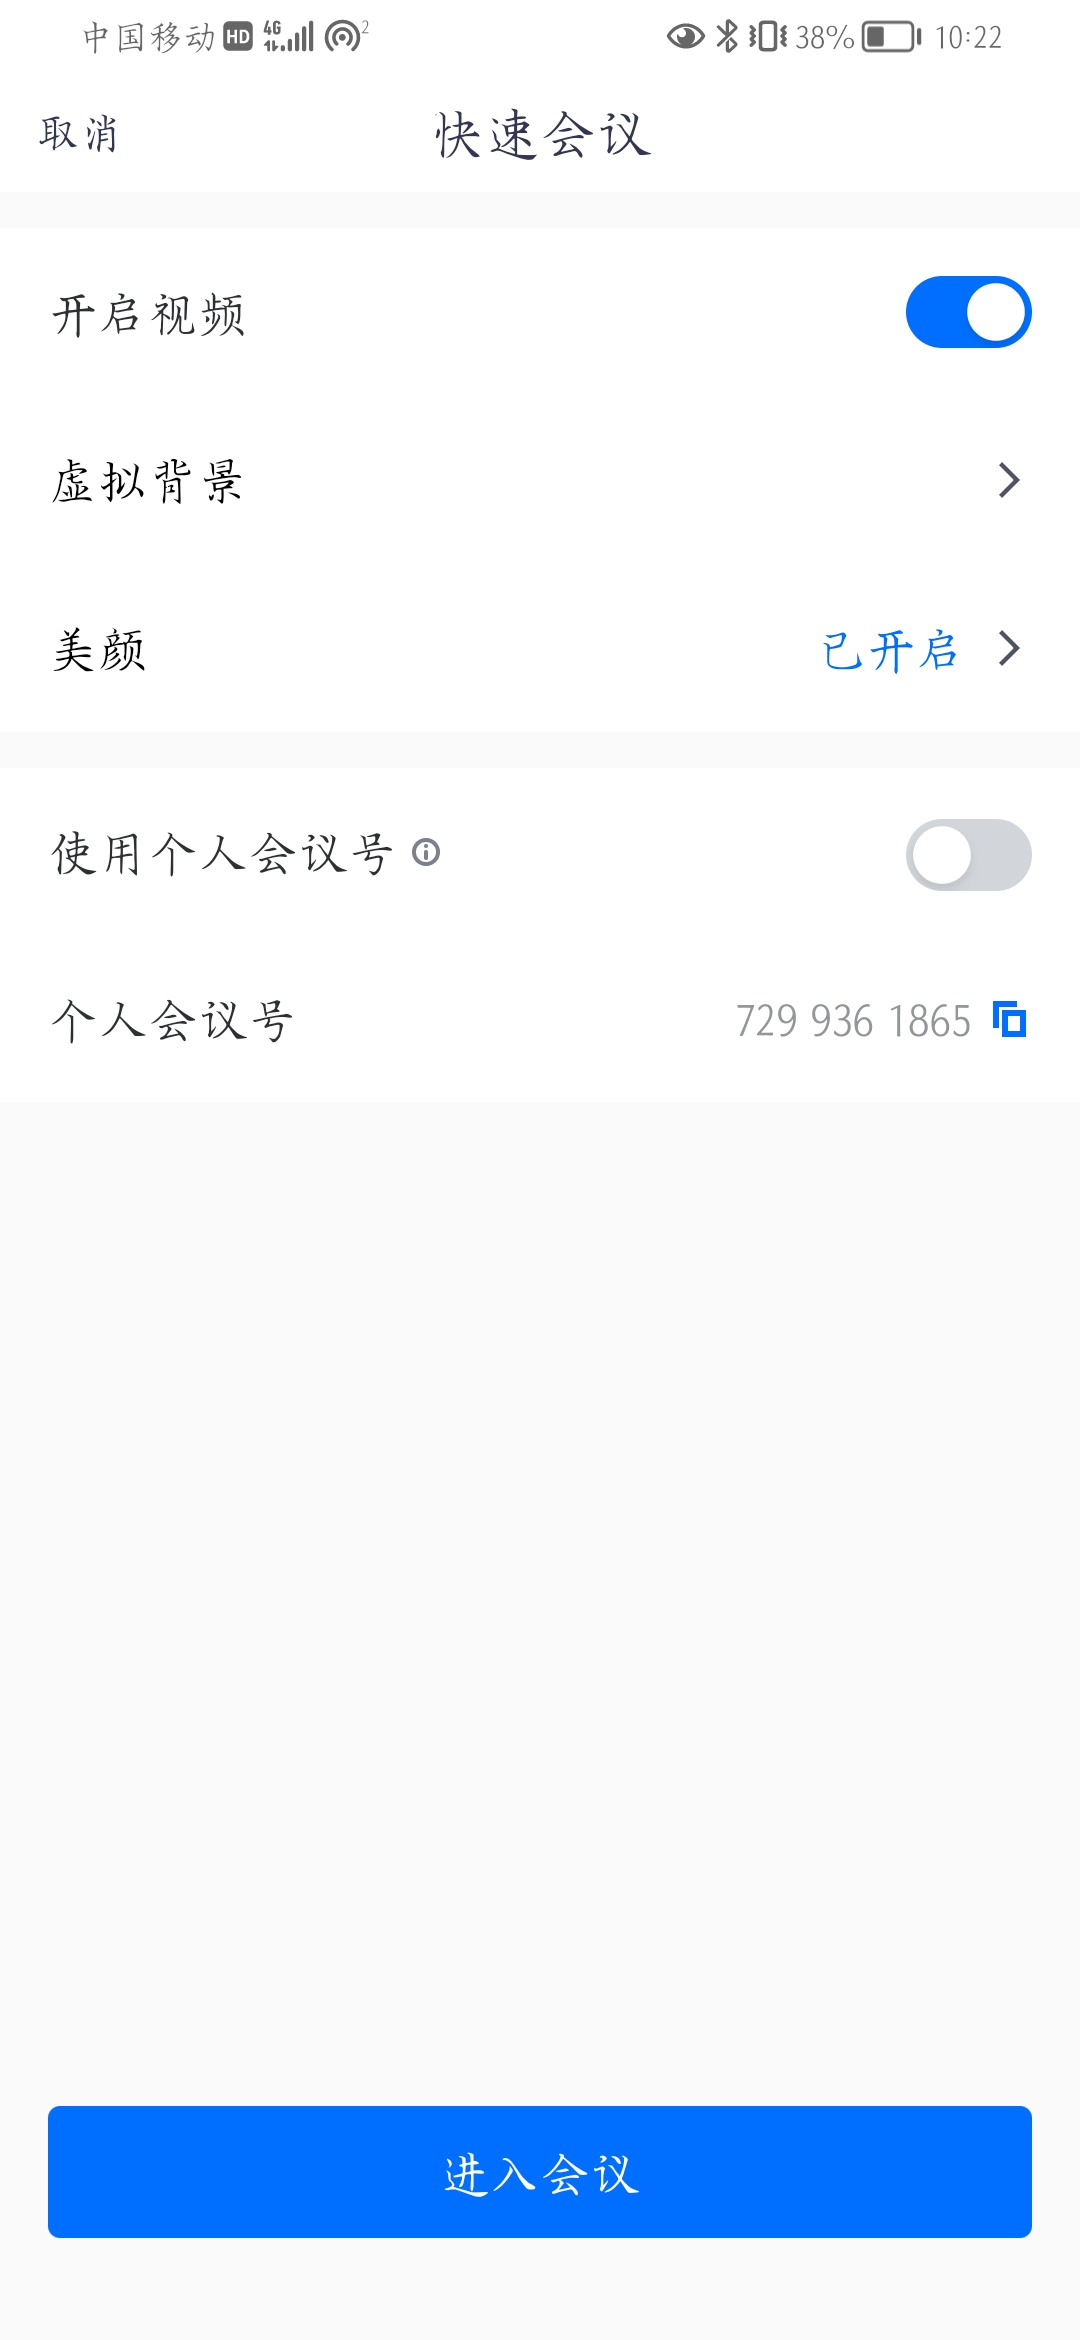 中国移动 HD 4G 2 38% 10:22
取消 快速会议
开启视频
虚拟背景
美颜 已开启
使用个人会议号
个人会议号 729 936 1865
进入会议